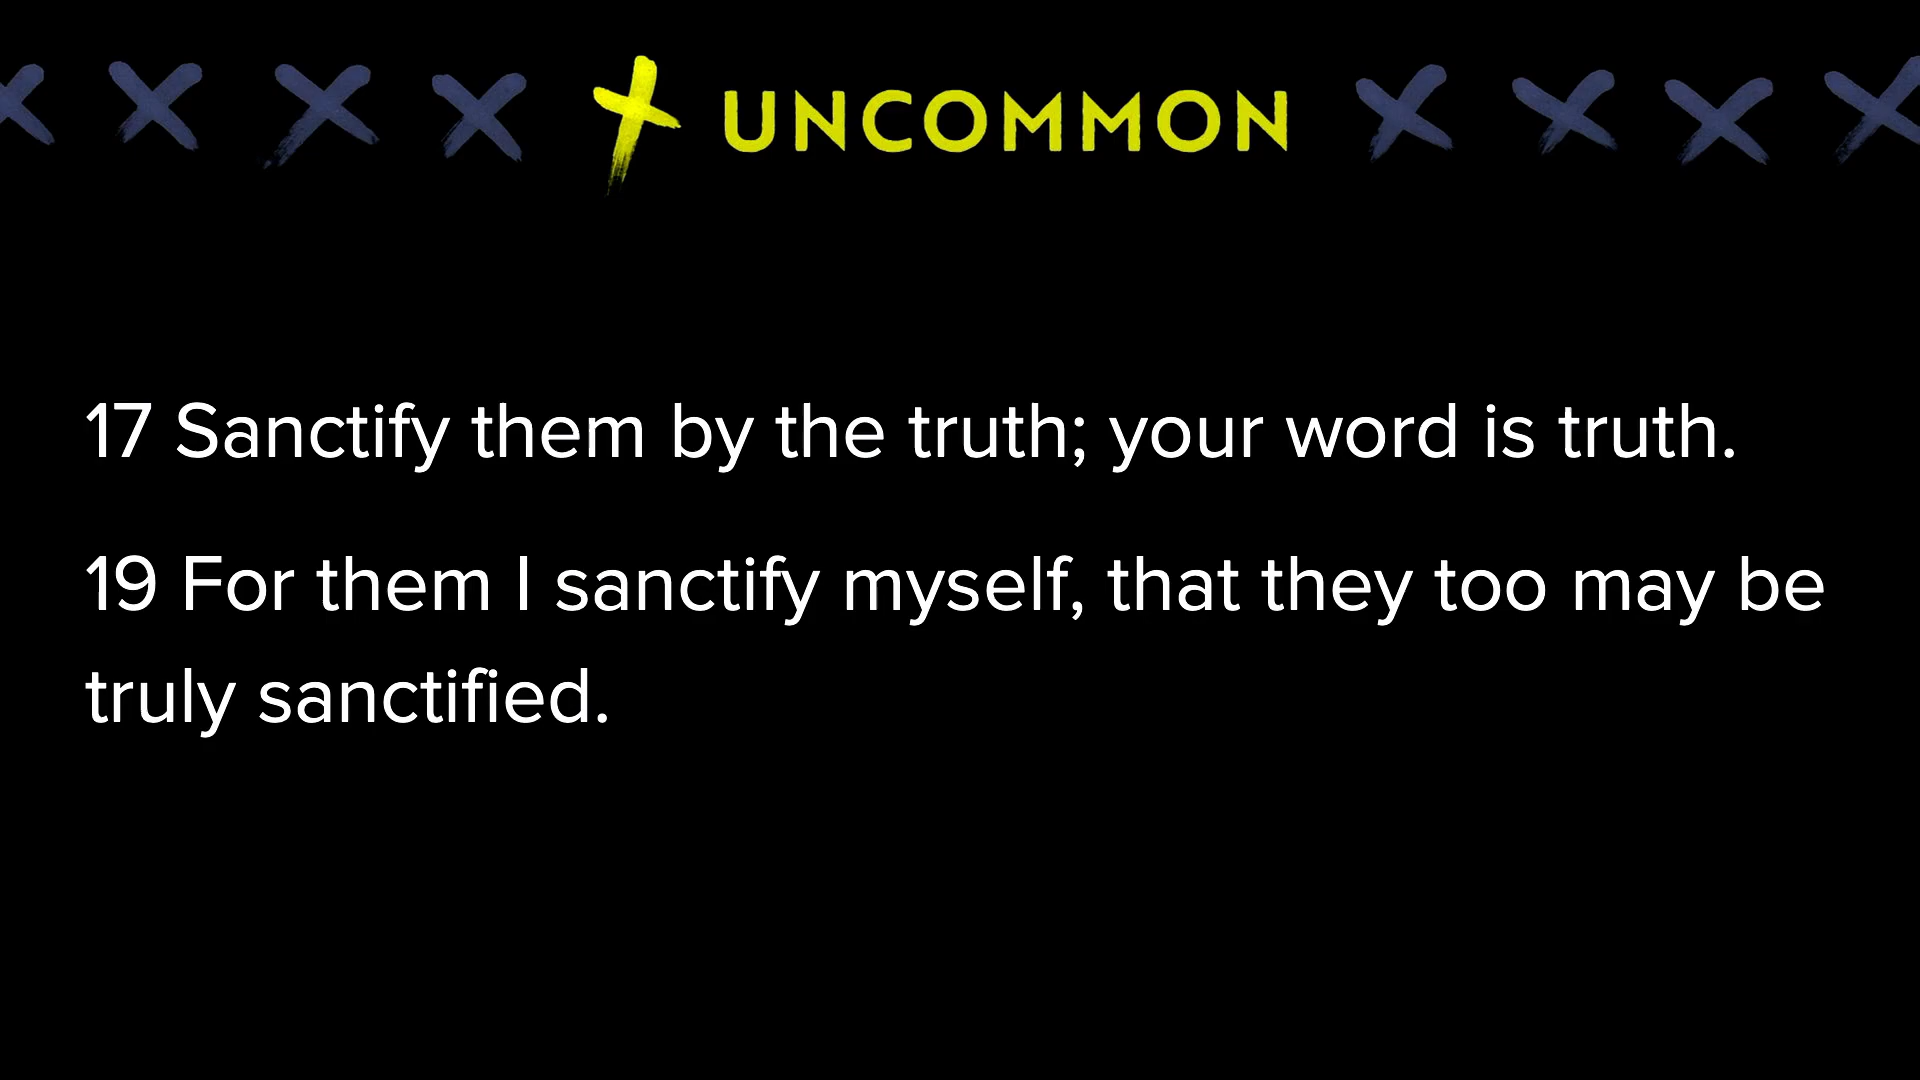 UNCOMMON
17 Sanctify them by the truth; your word is truth.
19 For them I sanctify myself, that they too may be
truly sanctified.